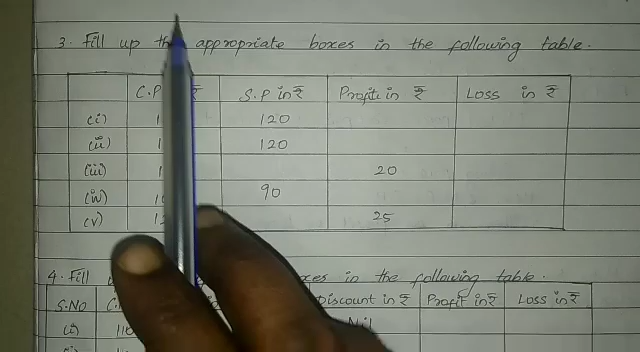 3. Fill up the appropriate boxes in the following table.
C.P ₹ S.P in ₹ Profit in ₹ Loss in ₹
(i) 120
(ii) 120
(iii) 20
(iv) 90
(v) 25
4. Fill in the following table.
S.NO Discount in ₹ Profit in ₹ Loss in ₹
(i) 110 Nil